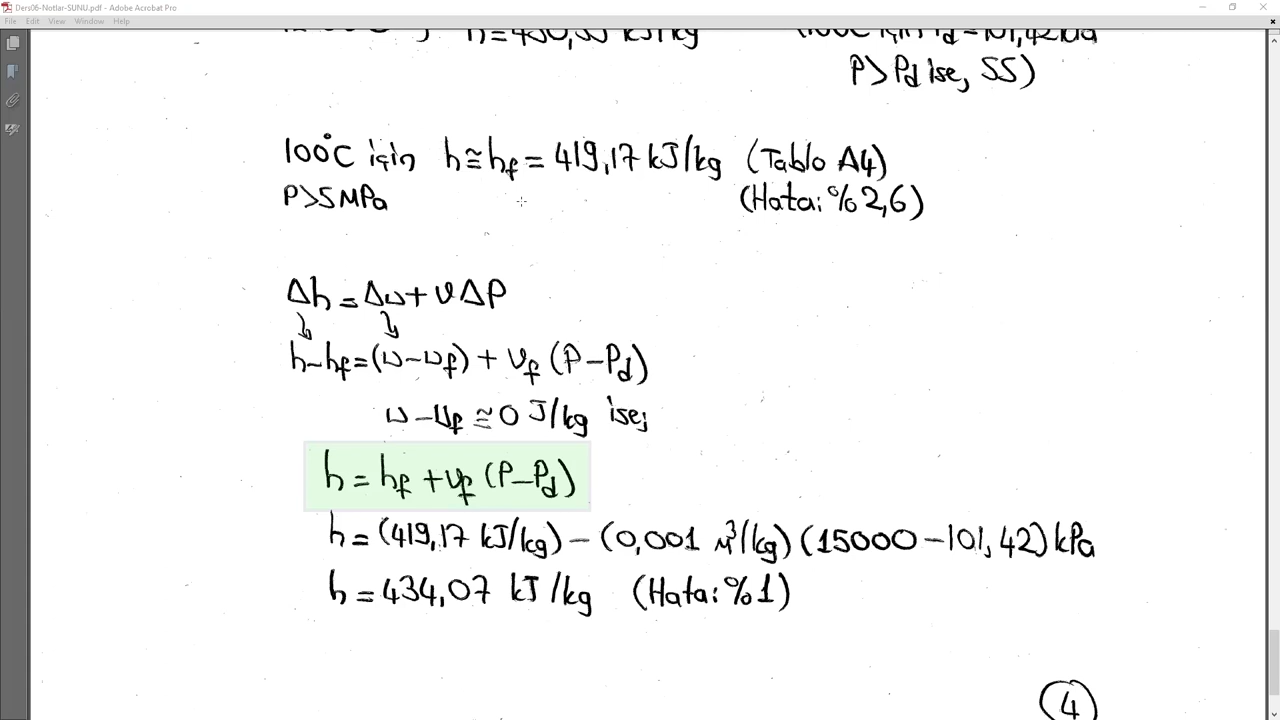 Ders06-Notlar-SUNU.pdf - Adobe Acrobat Pro
File Edit View Window Help
P>Pd ise, SS)
100°C için h≅hf = 419,17 kJ/kg (Tablo A4)
P>5MPa (Hata: %2,6)
Δh = Δu + vΔP
h-hf = (u-uf) + vf (P-Pd)
u-uf ≅ 0 J/kg ise;
h = hf + vf (P-Pd)
h = (419,17 kJ/kg) - (0,001 m³/kg) (15000 - 101,42) kPa
h = 434,07 kJ/kg (Hata: %1)
4